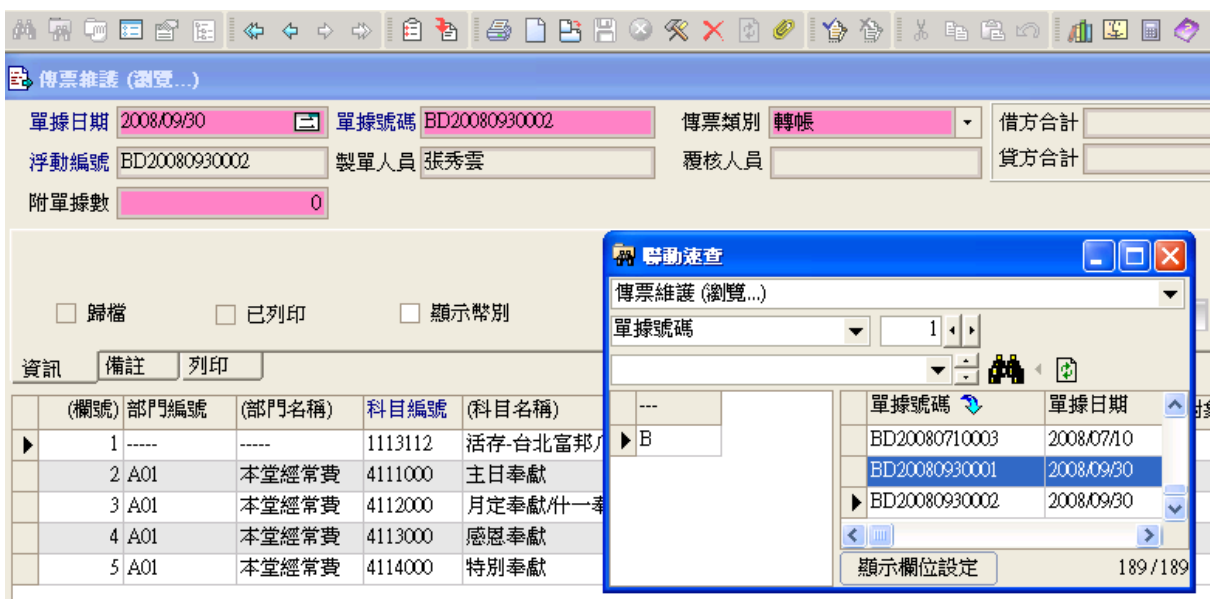 傳票維護 (瀏覽...)
單據日期 2008/09/30 單據號碼 BD20080930002 傳票類別 轉帳 借方合計
浮動編號 BD20080930002 製單人員 張秀雲 覆核人員 貸方合計
附單據數 0
歸檔 已列印 顯示幣別
資訊 備註 列印
(欄號) 部門編號 (部門名稱) 科目編號 (科目名稱)
1 ----- ----- 1113112 活存-台北富邦
2 A01 本堂經常費 4111000 主日奉獻
3 A01 本堂經常費 4112000 月定奉獻/什一奉
4 A01 本堂經常費 4113000 感恩奉獻
5 A01 本堂經常費 4114000 特別奉獻
聯動速查
傳票維護 (瀏覽...)
單據號碼 1
--- 單據號碼 單據日期
B BD20080710003 2008/07/10
BD20080930001 2008/09/30
BD20080930002 2008/09/30
顯示欄位設定 189/189